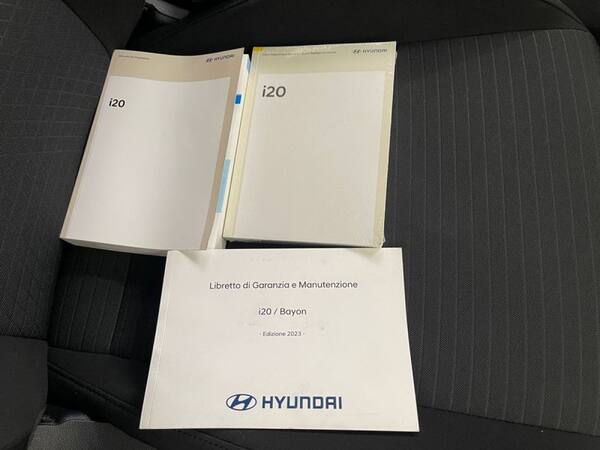 HYUNDAI
i20
HYUNDAI
i20
Libretto di Garanzia e Manutenzione
i20 / Bayon
- Edizione 2023 -
HYUNDAI